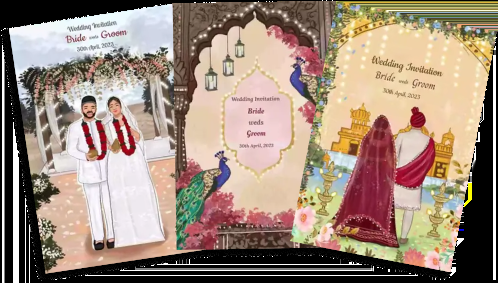 Wedding Invitation
Bride weds Groom
30th April, 2023
Wedding Invitation
Bride
weds
Groom
30th April, 2023
Wedding Invitation
Bride weds Groom
30th April, 2023